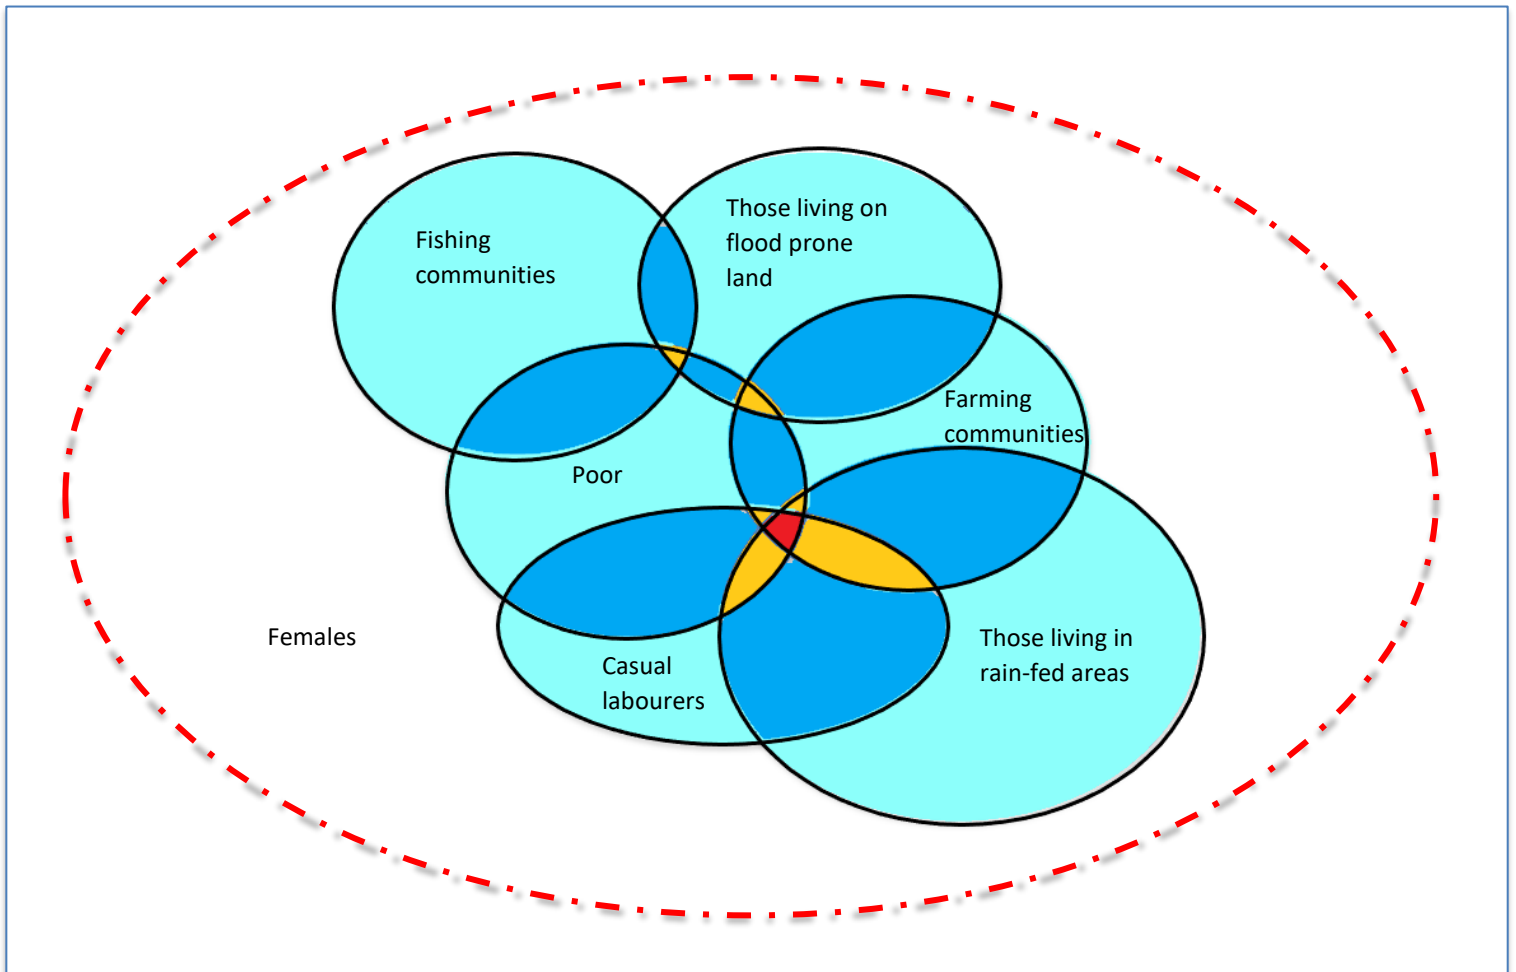 Those living on
flood prone
land
Fishing
communities
Farming
communities
Poor
Females
Casual
labourers
Those living in
rain-fed areas